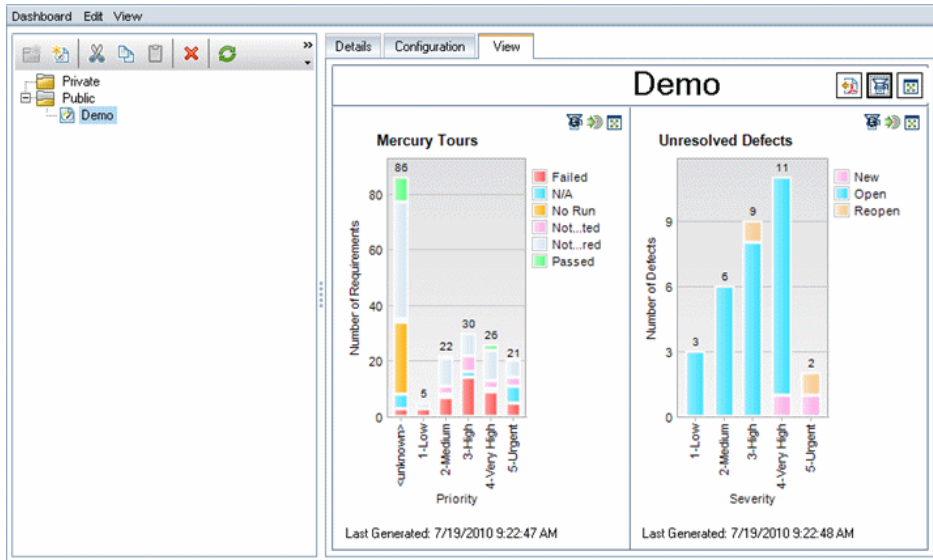 Dashboard Edit View
»
Private
Public
Demo
Details Configuration View
Demo
Mercury Tours
86
80
60
40
20
0
5
22
30
26
21
Number of Requirements
<unknown>
1-Low
2-Medium
3-High
4-Very High
5-Urgent
Priority
Failed
N/A
No Run
Not...ted
Not...red
Passed
Last Generated: 7/19/2010 9:22:47 AM
Unresolved Defects
9
6
3
0
3
6
9
11
2
Number of Defects
1-Low
2-Medium
3-High
4-Very High
5-Urgent
Severity
New
Open
Reopen
Last Generated: 7/19/2010 9:22:48 AM